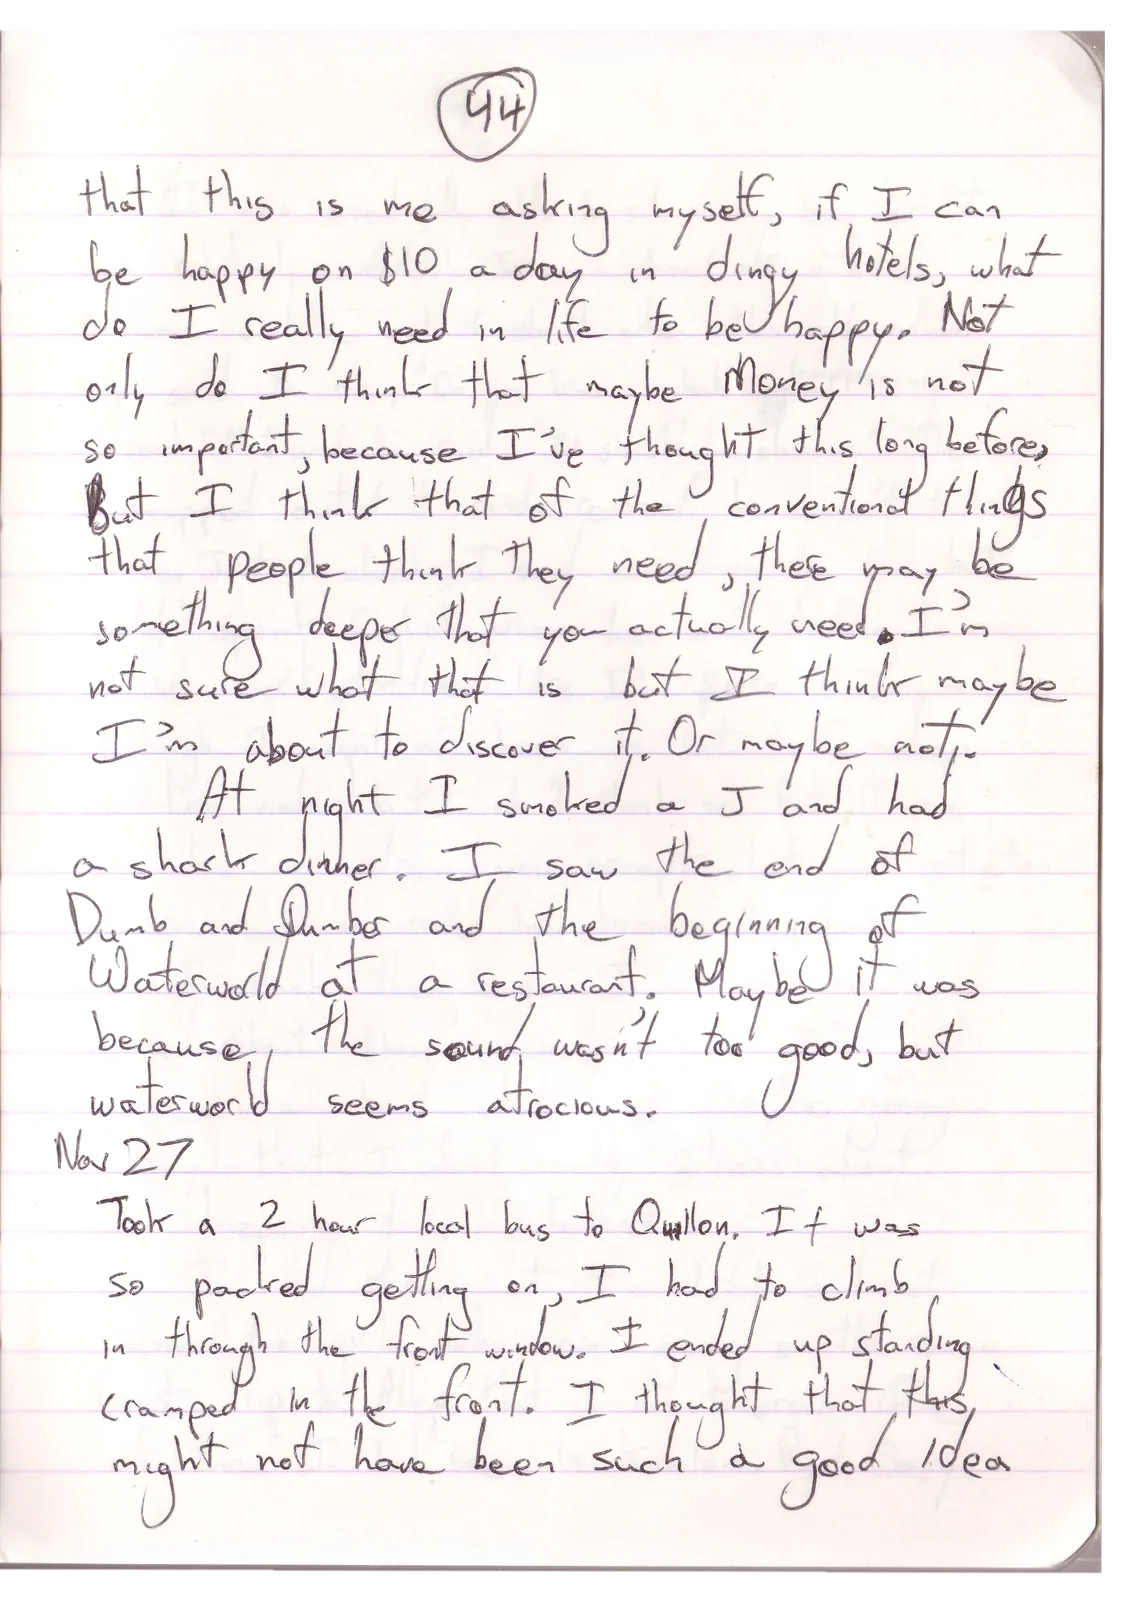 44
that this is me asking myself, if I can
be happy on $10 a day in dingy hotels, what
do I really need in life to be happy. Not
only do I think that maybe Money is not
so important, because I've thought this long before,
But I think that of the conventional things
that people think they need, there may be
something deeper that you actually need. I'm
not sure what that is but I think maybe
I'm about to discover it. Or maybe not.
At night I smoked a J and had
a shark dinner. I saw the end of
Dumb and Dumber and the beginning of
Waterworld at a restaurant. Maybe it was
because the sound wasn't too good, but
waterworld seems atrocious.
Nov 27
Took a 2 hour local bus to Quillon. It was
so packed getting on, I had to climb
in through the front window. I ended up standing
cramped in the front. I thought that this
might not have been such a good idea